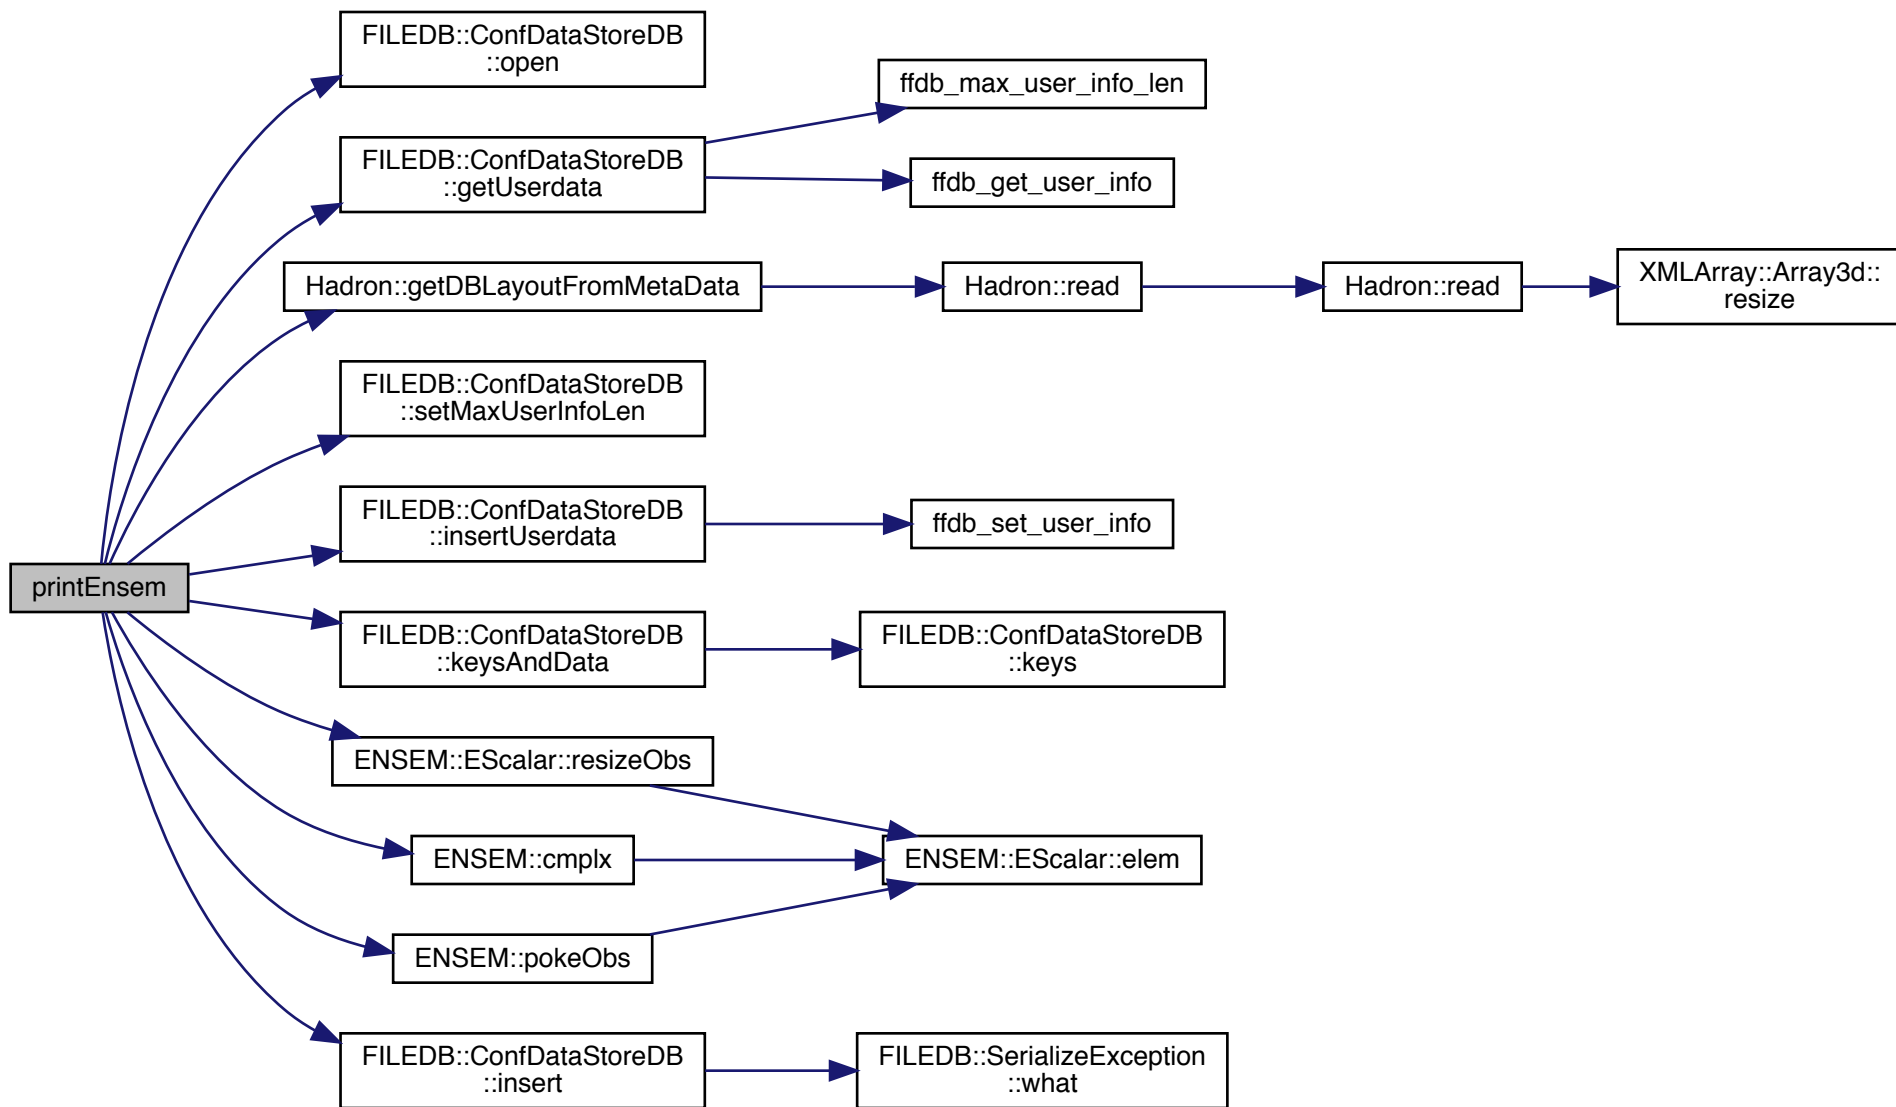 FILEDB::ConfDataStoreDB
::open
ffdb_max_user_info_len
FILEDB::ConfDataStoreDB
::getUserdata
ffdb_get_user_info
Hadron::getDBLayoutFromMetaData
Hadron::read
Hadron::read
XMLArray::Array3d::
resize
FILEDB::ConfDataStoreDB
::setMaxUserInfoLen
FILEDB::ConfDataStoreDB
::insertUserdata
ffdb_set_user_info
printEnsem
FILEDB::ConfDataStoreDB
::keysAndData
FILEDB::ConfDataStoreDB
::keys
ENSEM::EScalar::resizeObs
ENSEM::cmplx
ENSEM::EScalar::elem
ENSEM::pokeObs
FILEDB::ConfDataStoreDB
::insert
FILEDB::SerializeException
::what